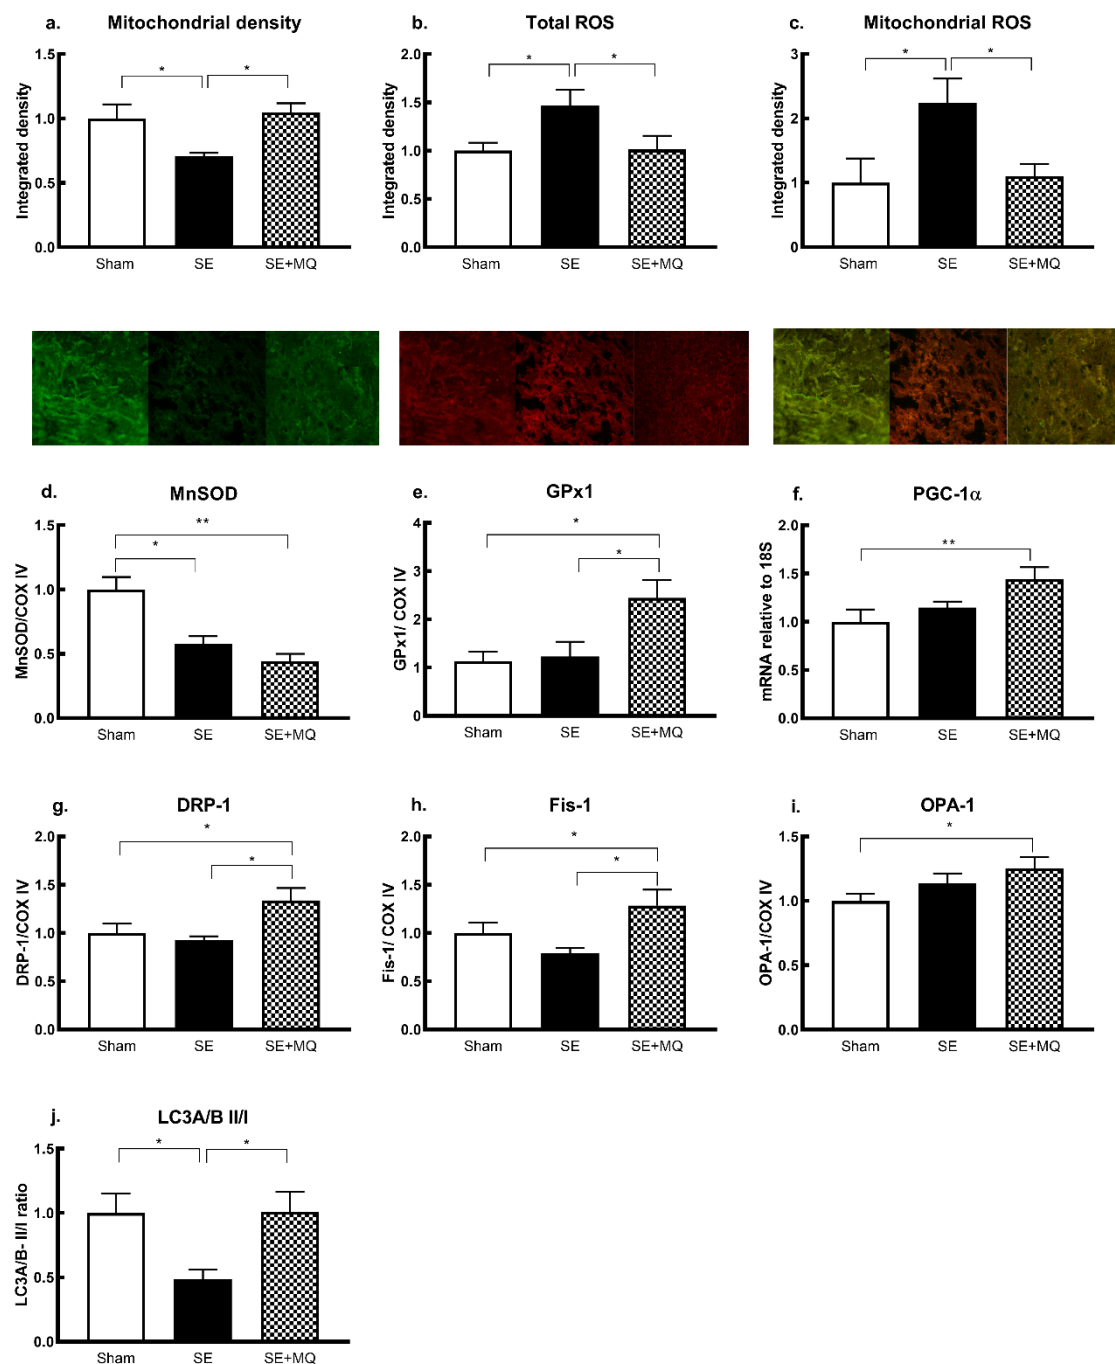 a. Mitochondrial density
b. Total ROS
c. Mitochondrial ROS
Integrated density
1.5
1.0
0.5
0.0
*
*
Sham SE SE+MQ
Integrated density
2.0
1.5
1.0
0.5
0.0
*
*
Sham SE SE+MQ
Integrated density
3
2
1
0
*
*
Sham SE SE+MQ
d. MnSOD
MnSOD/COX IV
1.5
1.0
0.5
0.0
**
*
Sham SE SE+MQ
e. GPx1
GPx1/ COX IV
4
3
2
1
0
*
*
Sham SE SE+MQ
f. PGC-1α
mRNA relative to 18S
2.0
1.5
1.0
0.5
0.0
**
Sham SE SE+MQ
g. DRP-1
DRP-1/COX IV
2.0
1.5
1.0
0.5
0.0
*
*
Sham SE SE+MQ
h. Fis-1
Fis-1/ COX IV
2.0
1.5
1.0
0.5
0.0
*
*
Sham SE SE+MQ
i. OPA-1
OPA-1/COX IV
1.5
1.0
0.5
0.0
*
Sham SE SE+MQ
j. LC3A/B II/I
LC3A/B- II/I ratio
1.5
1.0
0.5
0.0
*
*
Sham SE SE+MQ